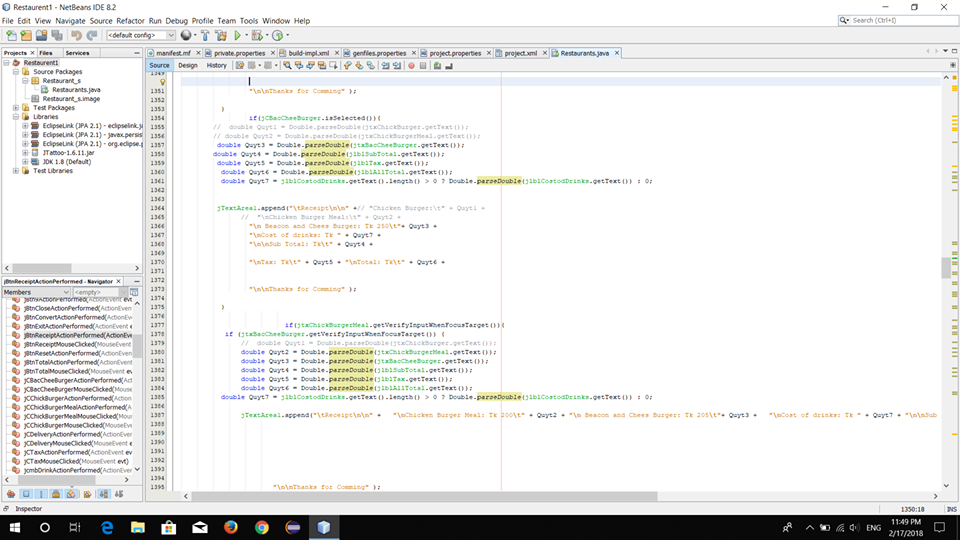 Restaurent1 - NetBeans IDE 8.2
File Edit View Navigate Source Refactor Run Debug Profile Team Tools Window Help
Search (Ctrl+I)
<default config>
Projects Files Services
manifest.mf private.properties build-impl.xml genfiles.properties project.properties project.xml Restaurants.java
Source Design History
Restaurent1
Source Packages
Restaurant_s
Restaurants.java
Restaurant_s.image
Test Packages
Libraries
EclipseLink (JPA 2.1) - eclipselink.ja
EclipseLink (JPA 2.1) - javax.persis
EclipseLink (JPA 2.1) - org.eclipse.p
JTattoo-1.6.11.jar
JDK 1.8 (Default)
Test Libraries
jBtnReceiptActionPerformed - Navigator
Members <empty>
jBtnCloseActionPerformed(ActionEvent
jBtnConvertActionPerformed(ActionEve
jBtnExitActionPerformed(ActionEvent ev
jBtnReceiptActionPerformed(ActionEve
jBtnReceiptMouseClicked(MouseEvent
jBtnResetActionPerformed(ActionEvent
jBtnTotalActionPerformed(ActionEvent
jBtnTotalMouseClicked(MouseEvent evt
jCBacCheeBurgerActionPerformed(Acti
jCBacCheeBurgerMouseClicked(Mouse
jCChickBurgerActionPerformed(ActionE
jCChickBurgerMealActionPerformed(Ac
jCChickBurgerMealMouseClicked(Mous
jCChickBurgerMouseClicked(MouseEve
jCDeliveryActionPerformed(ActionEvent
jCDeliveryMouseClicked(MouseEvent ev
jCTaxActionPerformed(ActionEvent evt
jCTaxMouseClicked(MouseEvent evt)
jcmbDrinkActionPerformed(ActionEvent
1349
1351 "\n\nThanks for Comming" );
1352
1353 }
1354 if(jCBacCheeBurger.isSelected()){
1355 // double Quyt1 = Double.parseDouble(jtxChickBurger.getText());
1356 // double Quyt2 = Double.parseDouble(jtxChickBurgerMeal.getText());
1357 double Quyt3 = Double.parseDouble(jtxBacCheeBurger.getText());
1358 double Quyt4 = Double.parseDouble(jlblSubTotal.getText());
1359 double Quyt5 = Double.parseDouble(jlblTax.getText());
1360 double Quyt6 = Double.parseDouble(jlblAllTotal.getText());
1361 double Quyt7 = jlblCostodDrinks.getText().length() > 0 ? Double.parseDouble(jlblCostodDrinks.getText()) : 0;
1362
1363
1364 jTextAreal.append("\tReceipt\n\n" +// "Chicken Burger:\t" + Quyt1 +
1365 // "\nChicken Burger Meal:\t" + Quyt2 +
1366 "\n Beacon and Chees Burger: Tk 250\t"+ Quyt3 +
1367 "\nCost of drinks: Tk " + Quyt7 +
1368 "\n\nSub Total: Tk\t" + Quyt4 +
1369
1370 "\nTax: Tk\t" + Quyt5 + "\nTotal: Tk\t" + Quyt6 +
1371
1372
1373 "\n\nThanks for Comming" );
1374
1375 }
1376
1377 if(jtxChickBurgerMeal.getVerifyInputWhenFocusTarget()){
1378 if (jtxBacCheeBurger.getVerifyInputWhenFocusTarget()) {
1379 // double Quyt1 = Double.parseDouble(jtxChickBurger.getText());
1380 double Quyt2 = Double.parseDouble(jtxChickBurgerMeal.getText());
1381 double Quyt3 = Double.parseDouble(jtxBacCheeBurger.getText());
1382 double Quyt4 = Double.parseDouble(jlblSubTotal.getText());
1383 double Quyt5 = Double.parseDouble(jlblTax.getText());
1384 double Quyt6 = Double.parseDouble(jlblAllTotal.getText());
1385 double Quyt7 = jlblCostodDrinks.getText().length() > 0 ? Double.parseDouble(jlblCostodDrinks.getText()) : 0;
1386
1387 jTextAreal.append("\tReceipt\n\n" + "\nChicken Burger Meal: Tk 200\t" + Quyt2 + "\n Beacon and Chees Burger: Tk 205\t"+ Quyt3 + "\nCost of drinks: Tk " + Quyt7 + "\n\nSub
1388
1389
1390
1391
1392
1393
1394
1395 "\n\nThanks for Comming" );
Inspector
1350:18 INS
ENG
11:49 PM
2/17/2018